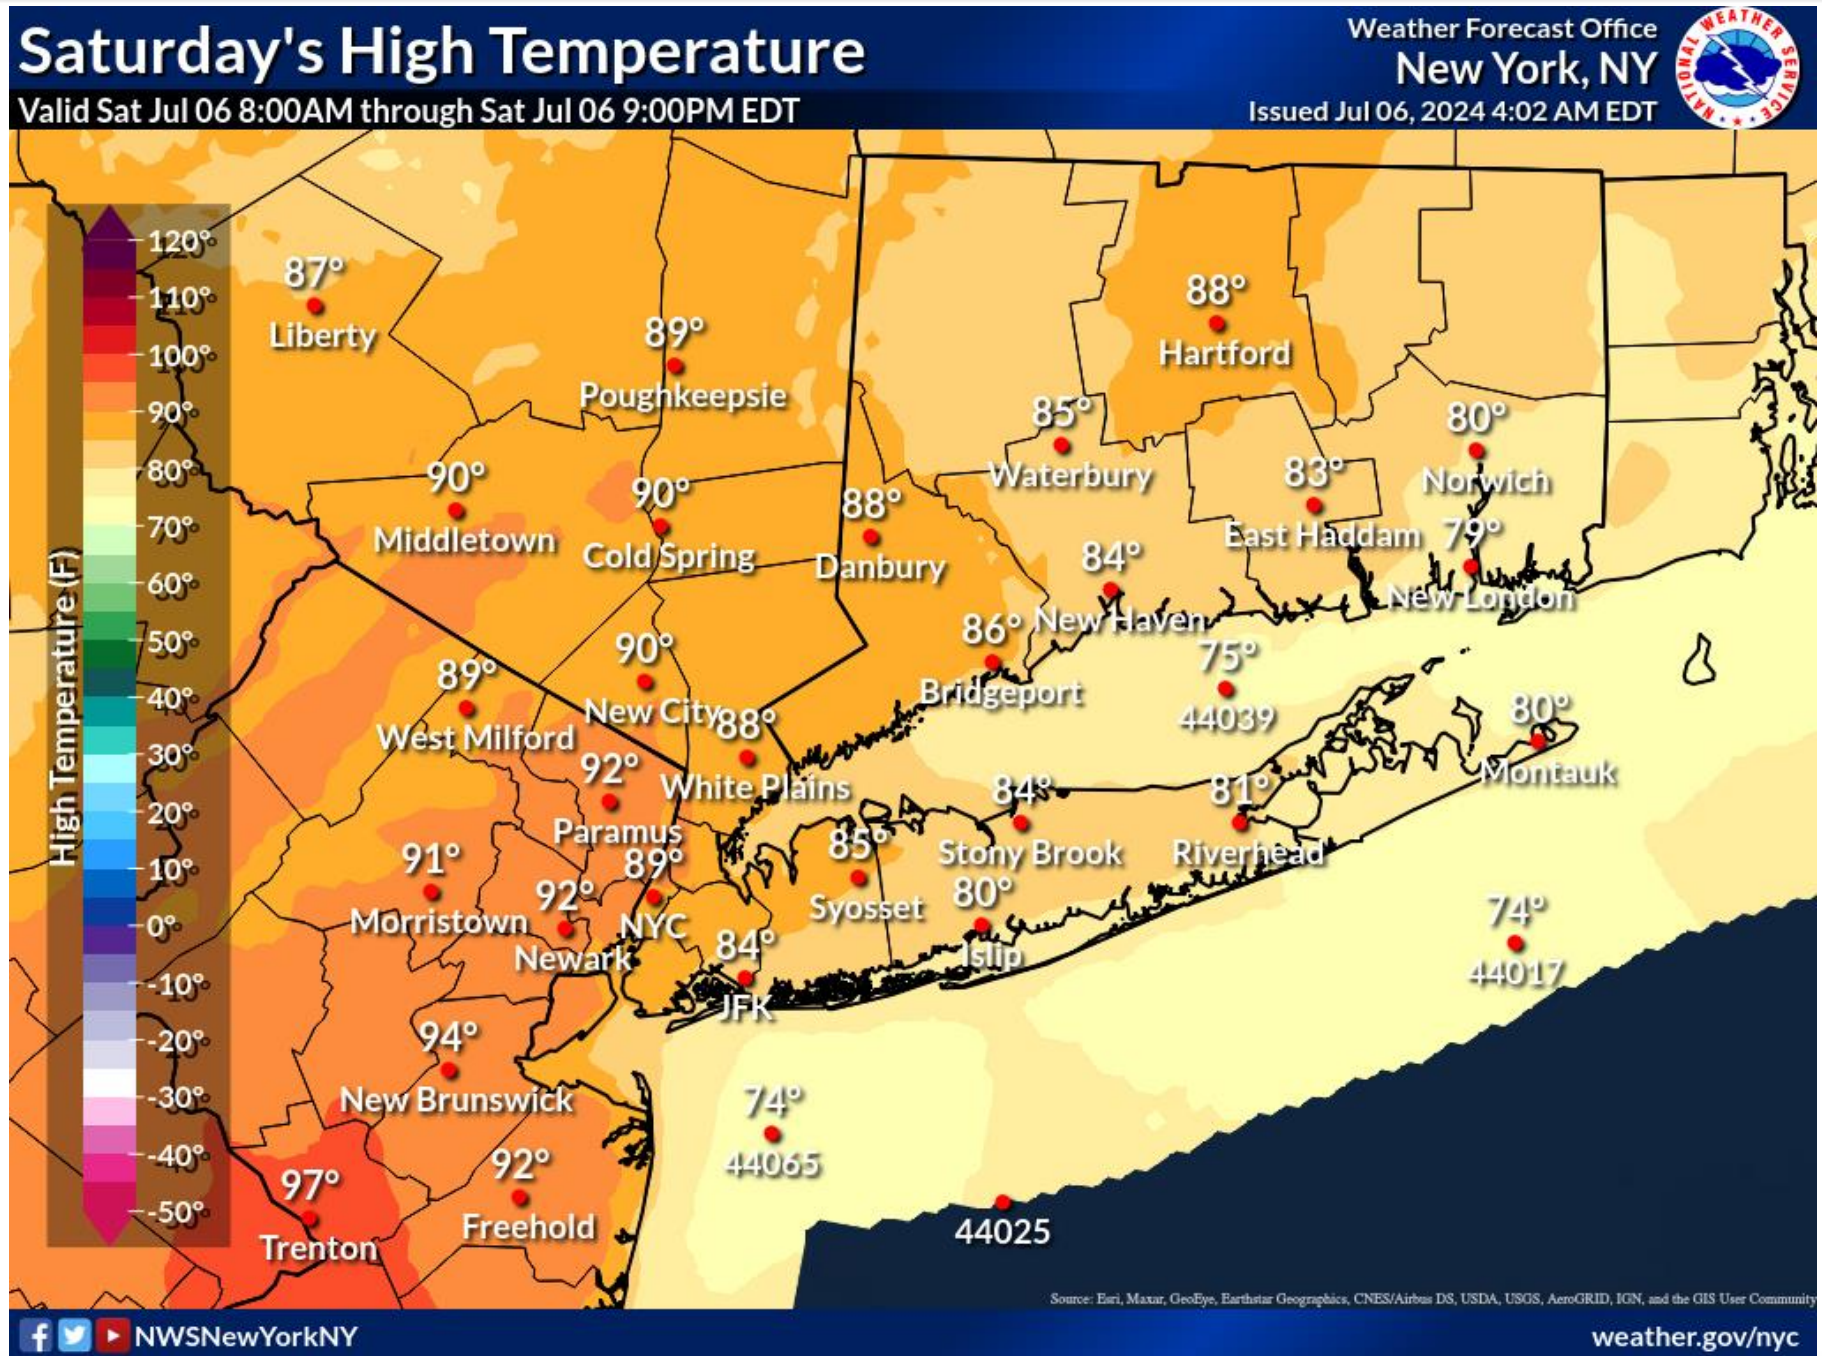 Saturday's High Temperature
Valid Sat Jul 06 8:00AM through Sat Jul 06 9:00PM EDT
Weather Forecast Office
New York, NY
Issued Jul 06, 2024 4:02 AM EDT
NATIONAL WEATHER SERVICE
High Temperature (F)
120°
110°
100°
90°
80°
70°
60°
50°
40°
30°
20°
10°
0°
-10°
-20°
-30°
-40°
-50°
87°
Liberty
89°
Poughkeepsie
88°
Hartford
85°
Waterbury
80°
Norwich
83°
East Haddam
79°
New London
90°
Middletown
90°
Cold Spring
88°
Danbury
84°
New Haven
86°
Bridgeport
75°
44039
90°
New City
89°
West Milford
88°
White Plains
80°
Montauk
92°
Paramus
84°
Stony Brook
81°
Riverhead
85°
Syosset
91°
Morristown
92°
Newark
89°
NYC
80°
Islip
84°
JFK
74°
44017
94°
New Brunswick
74°
44065
97°
Trenton
92°
Freehold
44025
Source: Esri, Maxar, GeoEye, Earthstar Geographics, CNES/Airbus DS, USDA, USGS, AeroGRID, IGN, and the GIS User Community
NWSNewYorkNY
weather.gov/nyc